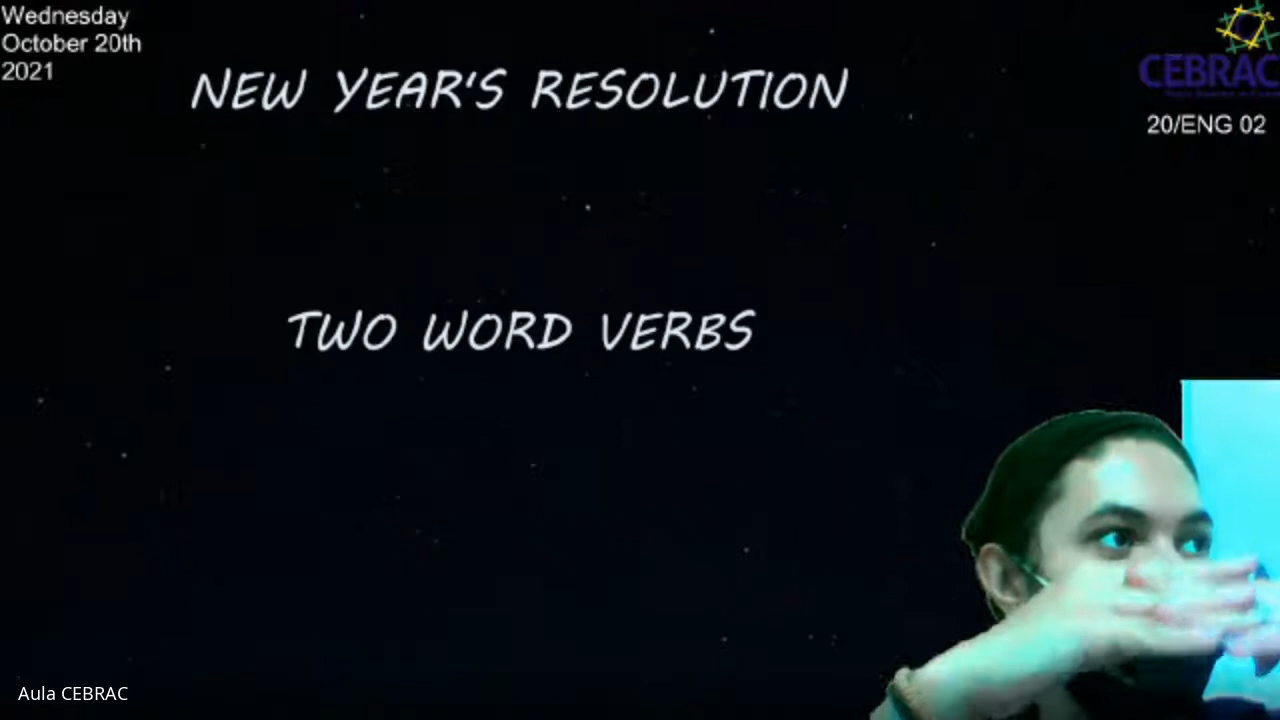 Wednesday
October 20th
2021
NEW YEAR'S RESOLUTION
CEBRAC
20/ENG 02
TWO WORD VERBS
Aula CEBRAC